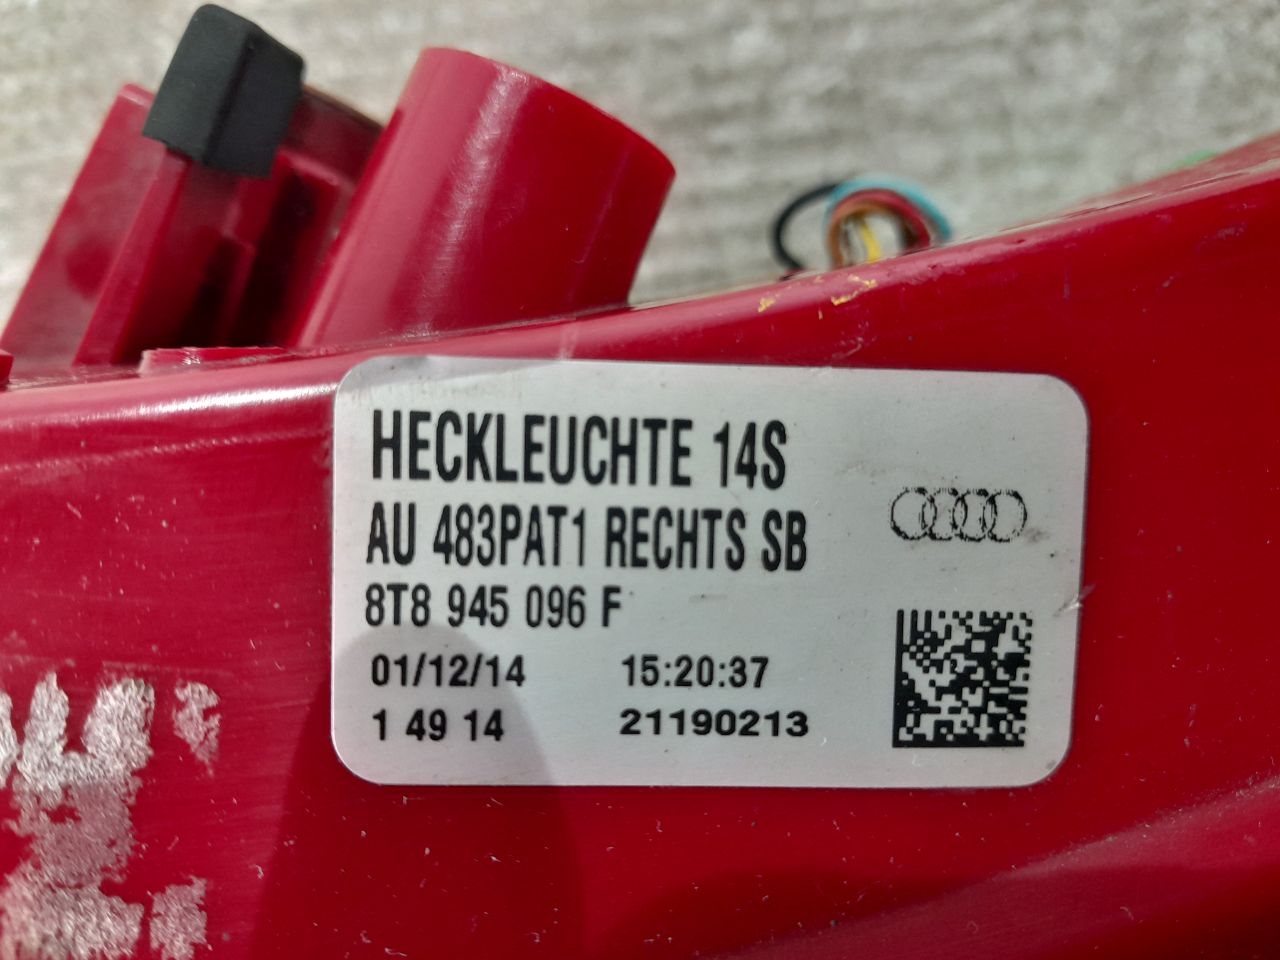 HECKLEUCHTE 14S
AU 483PAT1 RECHTS SB
8T8 945 096 F
01/12/14 15:20:37
1 49 14 21190213